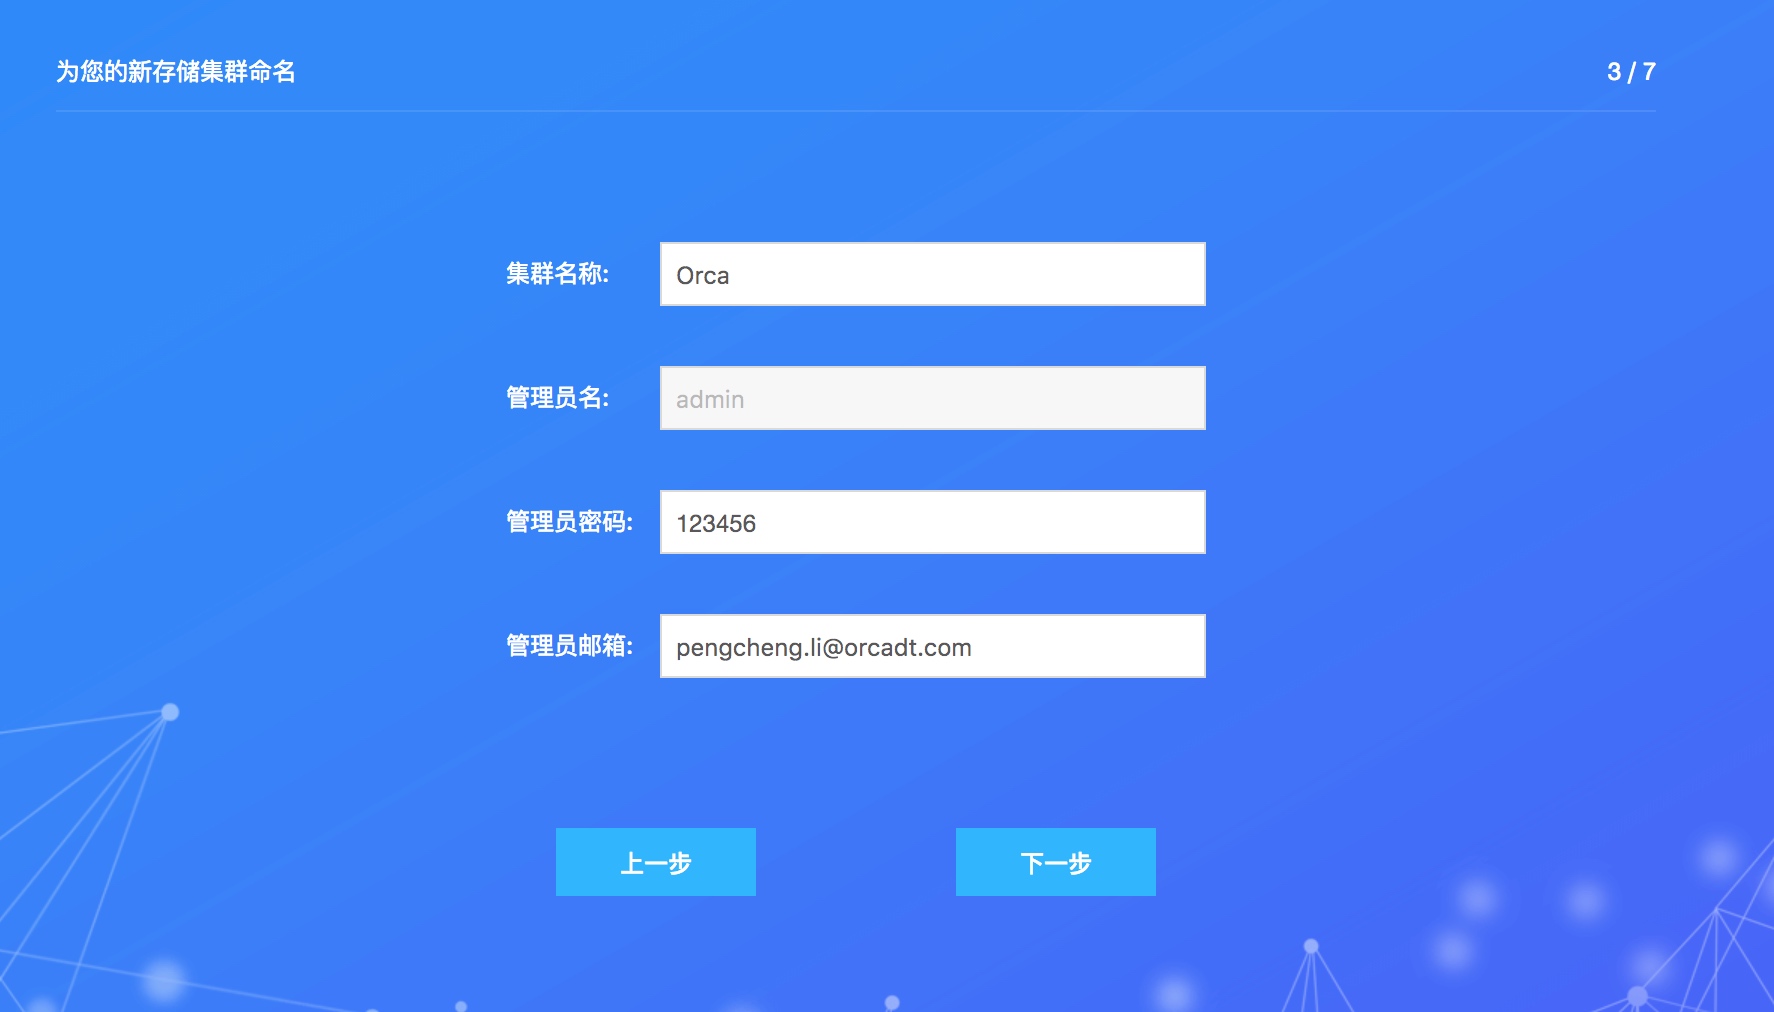 为您的新存储集群命名
3 / 7
集群名称: Orca
管理员名: admin
管理员密码: 123456
管理员邮箱: pengcheng.li@orcadt.com
上一步 下一步